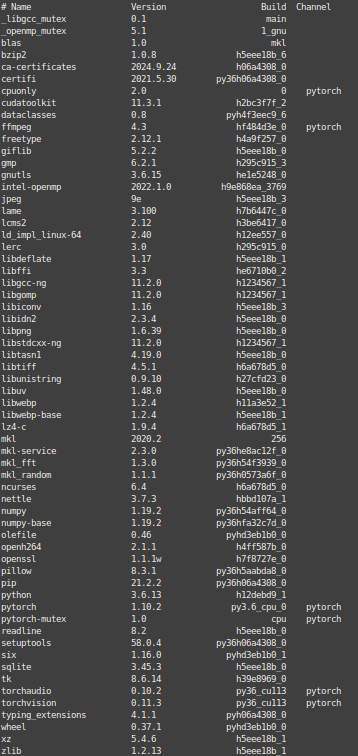 # Name Version Build Channel
_libgcc_mutex 0.1 main
_openmp_mutex 5.1 1_gnu
blas 1.0 mkl
bzip2 1.0.8 h5eee18b_6
ca-certificates 2024.9.24 h06a4308_0
certifi 2021.5.30 py36h06a4308_0
cpuonly 2.0 0 pytorch
cudatoolkit 11.3.1 h2bc3f7f_2
dataclasses 0.8 pyh4f3eec9_6
ffmpeg 4.3 hf484d3e_0 pytorch
freetype 2.12.1 h4a9f257_0
giflib 5.2.2 h5eee18b_0
gmp 6.2.1 h295c915_3
gnutls 3.6.15 he1e5248_0
intel-openmp 2022.1.0 h9e868ea_3769
jpeg 9e h5eee18b_3
lame 3.100 h7b6447c_0
lcms2 2.12 h3be6417_0
ld_impl_linux-64 2.40 h12ee557_0
lerc 3.0 h295c915_0
libdeflate 1.17 h5eee18b_1
libffi 3.3 he6710b0_2
libgcc-ng 11.2.0 h1234567_1
libgomp 11.2.0 h1234567_1
libiconv 1.16 h5eee18b_3
libidn2 2.3.4 h5eee18b_0
libpng 1.6.39 h5eee18b_0
libstdcxx-ng 11.2.0 h1234567_1
libtasn1 4.19.0 h5eee18b_0
libtiff 4.5.1 h6a678d5_0
libunistring 0.9.10 h27cfd23_0
libuv 1.48.0 h5eee18b_0
libwebp 1.2.4 h11a3e52_1
libwebp-base 1.2.4 h5eee18b_1
lz4-c 1.9.4 h6a678d5_1
mkl 2020.2 256
mkl-service 2.3.0 py36he8ac12f_0
mkl_fft 1.3.0 py36h54f3939_0
mkl_random 1.1.1 py36h0573a6f_0
ncurses 6.4 h6a678d5_0
nettle 3.7.3 hbbd107a_1
numpy 1.19.2 py36h54aff64_0
numpy-base 1.19.2 py36hfa32c7d_0
olefile 0.46 pyhd3eb1b0_0
openh264 2.1.1 h4ff587b_0
openssl 1.1.1w h7f8727e_0
pillow 8.3.1 py36h5aabda8_0
pip 21.2.2 py36h06a4308_0
python 3.6.13 h12debd9_1
pytorch 1.10.2 py3.6_cpu_0 pytorch
pytorch-mutex 1.0 cpu pytorch
readline 8.2 h5eee18b_0
setuptools 58.0.4 py36h06a4308_0
six 1.16.0 pyhd3eb1b0_1
sqlite 3.45.3 h5eee18b_0
tk 8.6.14 h39e8969_0
torchaudio 0.10.2 py36_cu113 pytorch
torchvision 0.11.3 py36_cu113 pytorch
typing_extensions 4.1.1 pyh06a4308_0
wheel 0.37.1 pyhd3eb1b0_0
xz 5.4.6 h5eee18b_1
zlib 1.2.13 h5eee18b_1